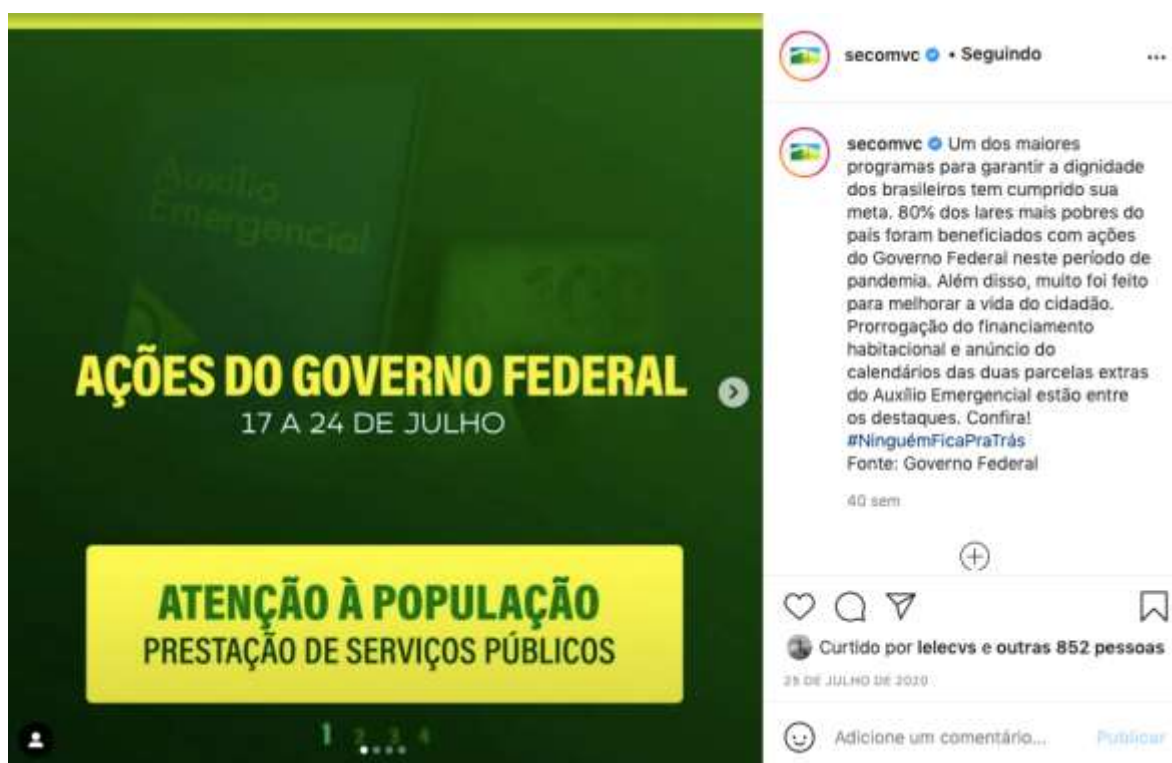 Auxílio
Emergencial
100
AÇÕES DO GOVERNO FEDERAL
17 A 24 DE JULHO
ATENÇÃO À POPULAÇÃO
PRESTAÇÃO DE SERVIÇOS PÚBLICOS
1 2 3 4
secomvc • Seguindo
secomvc Um dos maiores
programas para garantir a dignidade
dos brasileiros tem cumprido sua
meta. 80% dos lares mais pobres do
país foram beneficiados com ações
do Governo Federal neste período de
pandemia. Além disso, muito foi feito
para melhorar a vida do cidadão.
Prorrogação do financiamento
habitacional e anúncio do
calendários das duas parcelas extras
do Auxílio Emergencial estão entre
os destaques. Confira!
#NinguémFicaPraTrás
Fonte: Governo Federal
40 sem
Curtido por lelecvs e outras 852 pessoas
25 DE JULHO DE 2020
Adicione um comentário...
Publicar